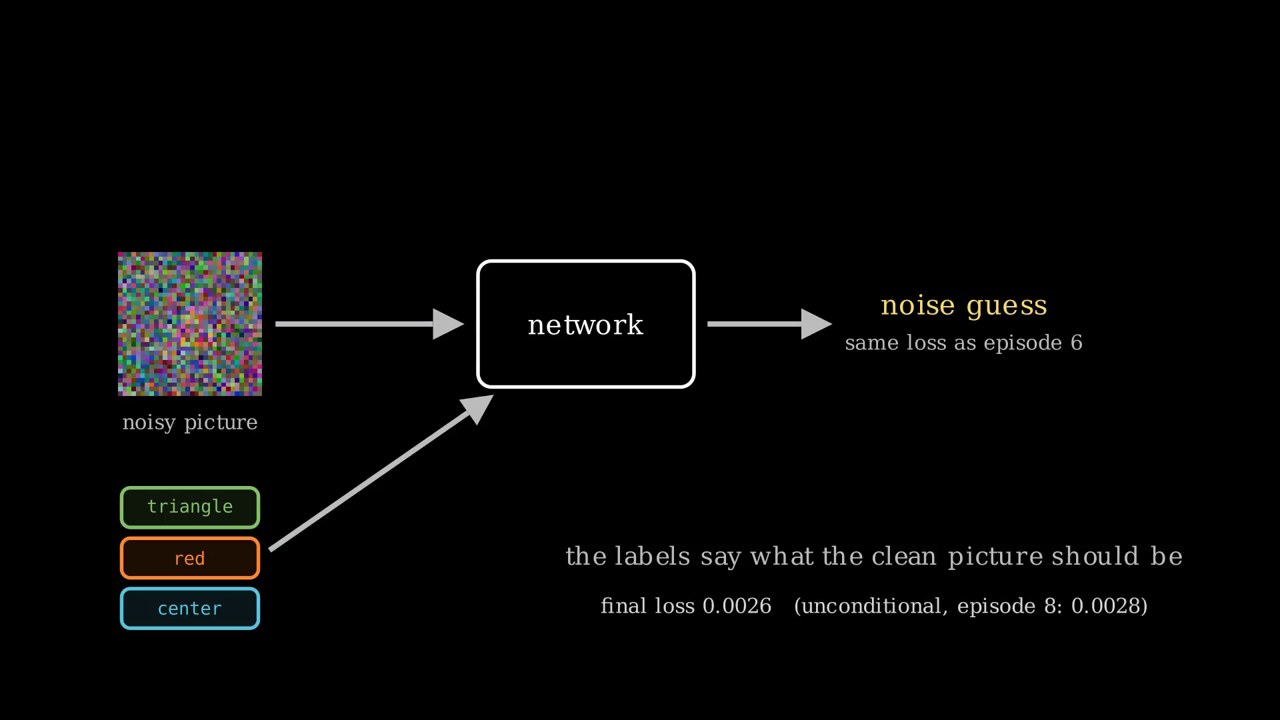 noisy picture
triangle
red
center
network
noise guess
same loss as episode 6
the labels say what the clean picture should be
final loss 0.0026 (unconditional, episode 8: 0.0028)